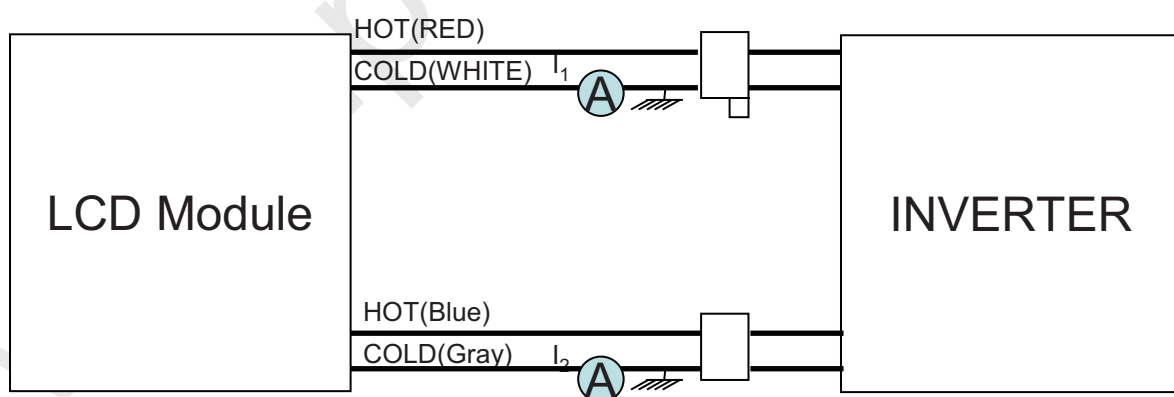 HOT(RED)
COLD(WHITE) I1
A
LCD Module
INVERTER
HOT(Blue)
COLD(Gray) I2
A